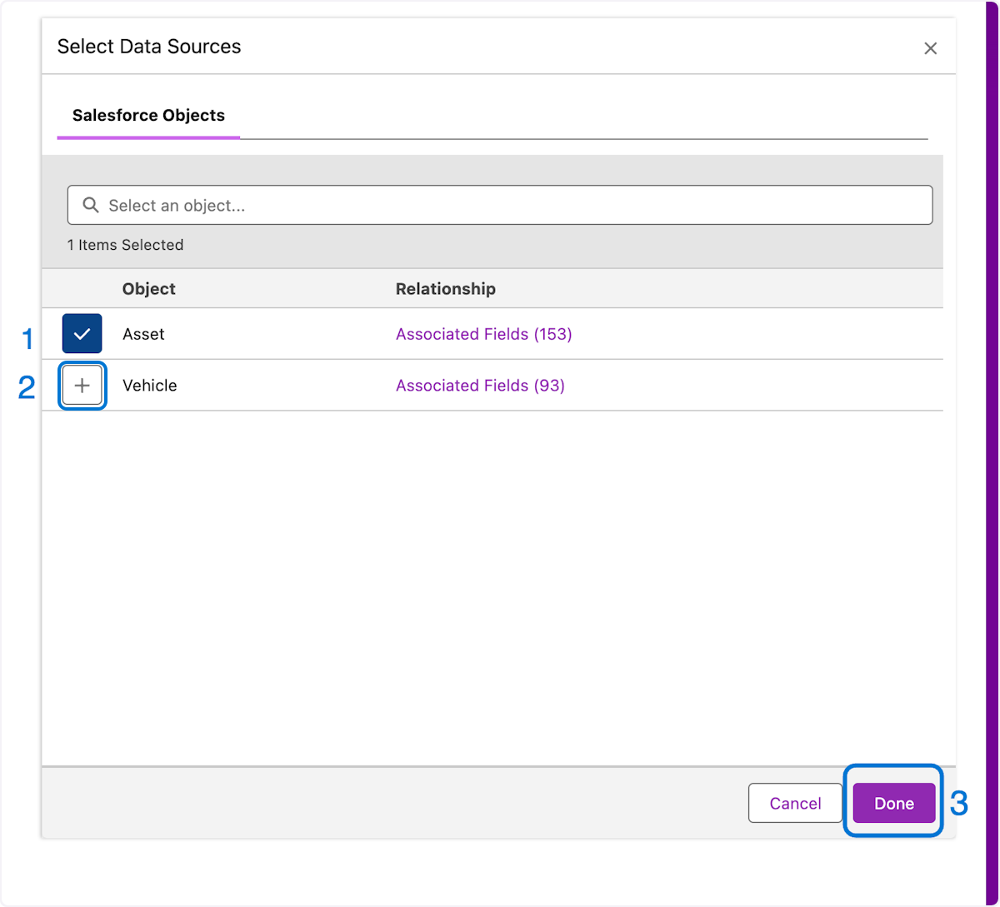 Select Data Sources
Salesforce Objects
Select an object...
1 Items Selected
Object Relationship
1 Asset Associated Fields (153)
2 Vehicle Associated Fields (93)
Cancel Done 3